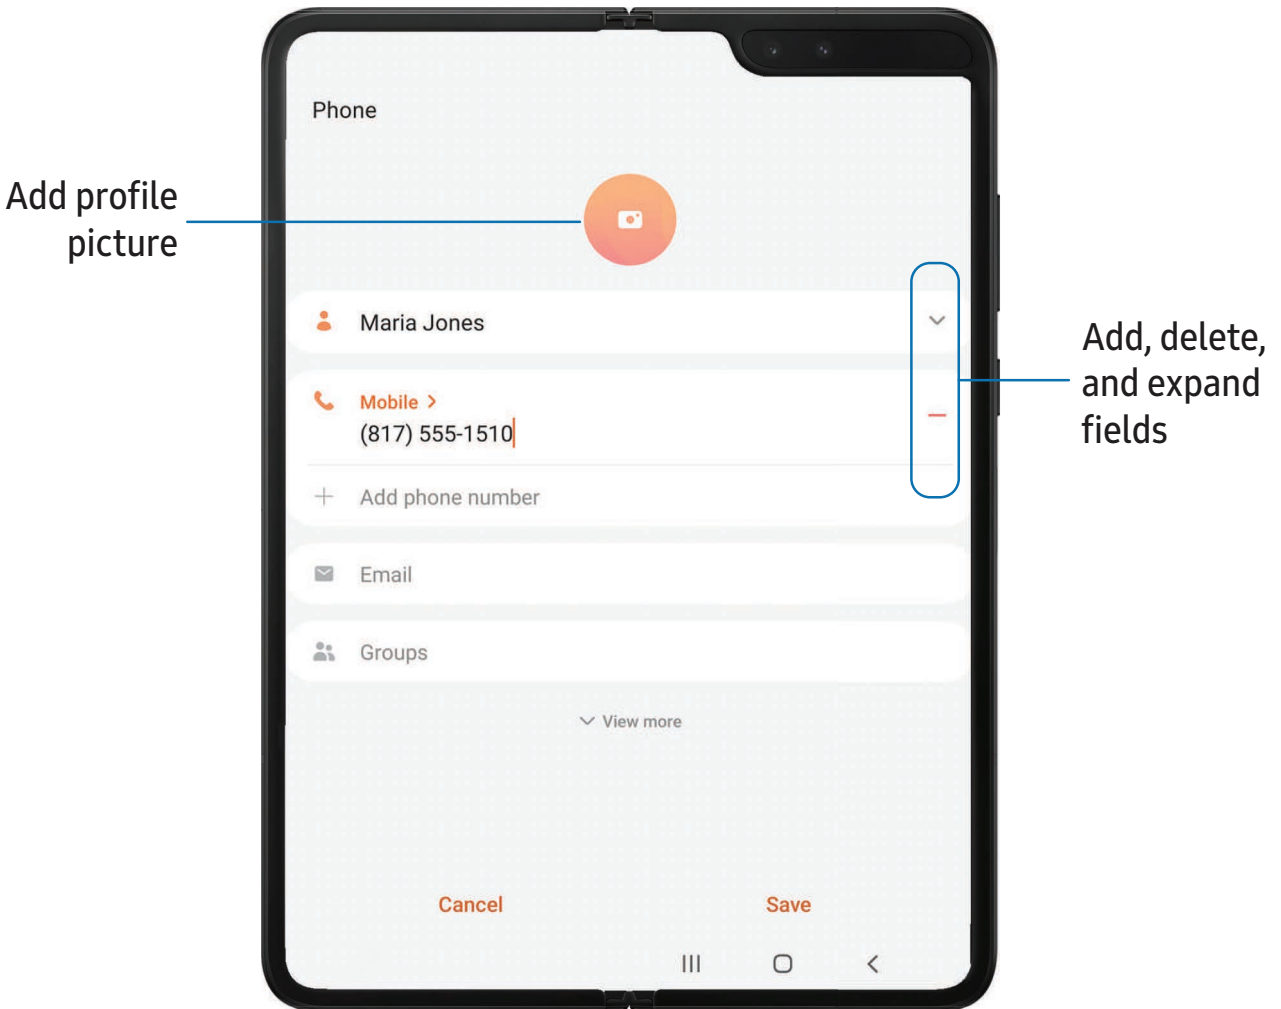 Phone
Add profile
picture
Maria Jones
Add, delete,
and expand
fields
Mobile >
(817) 555-1510
Add phone number
Email
Groups
View more
Cancel
Save